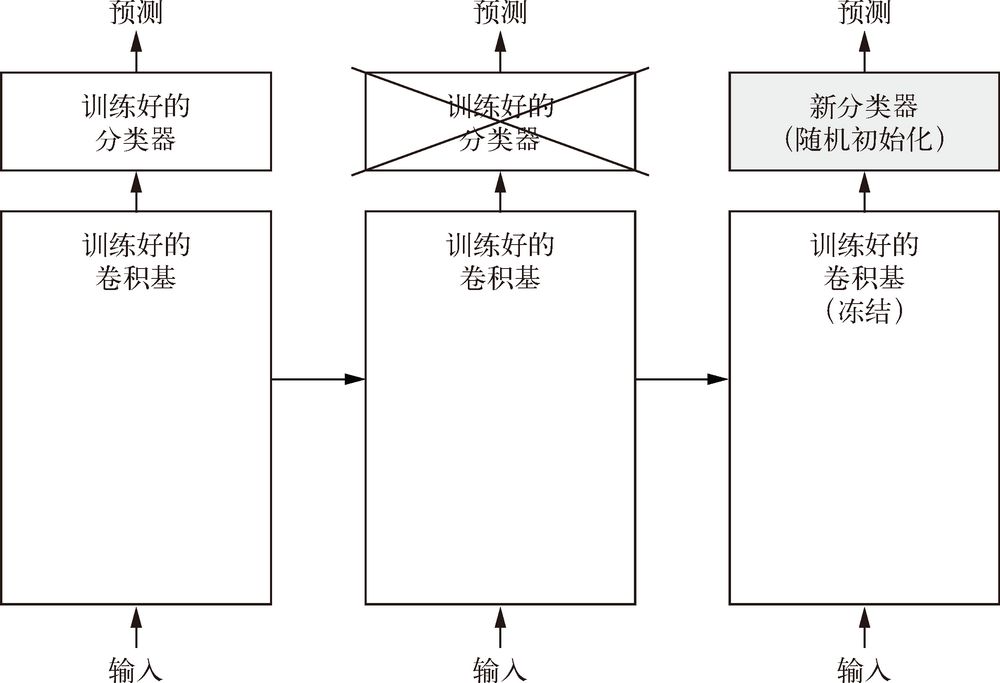 预测
训练好的
分类器
训练好的
卷积基
输入
预测
训练好的
分类器
训练好的
卷积基
输入
预测
新分类器
(随机初始化)
训练好的
卷积基
(冻结)
输入